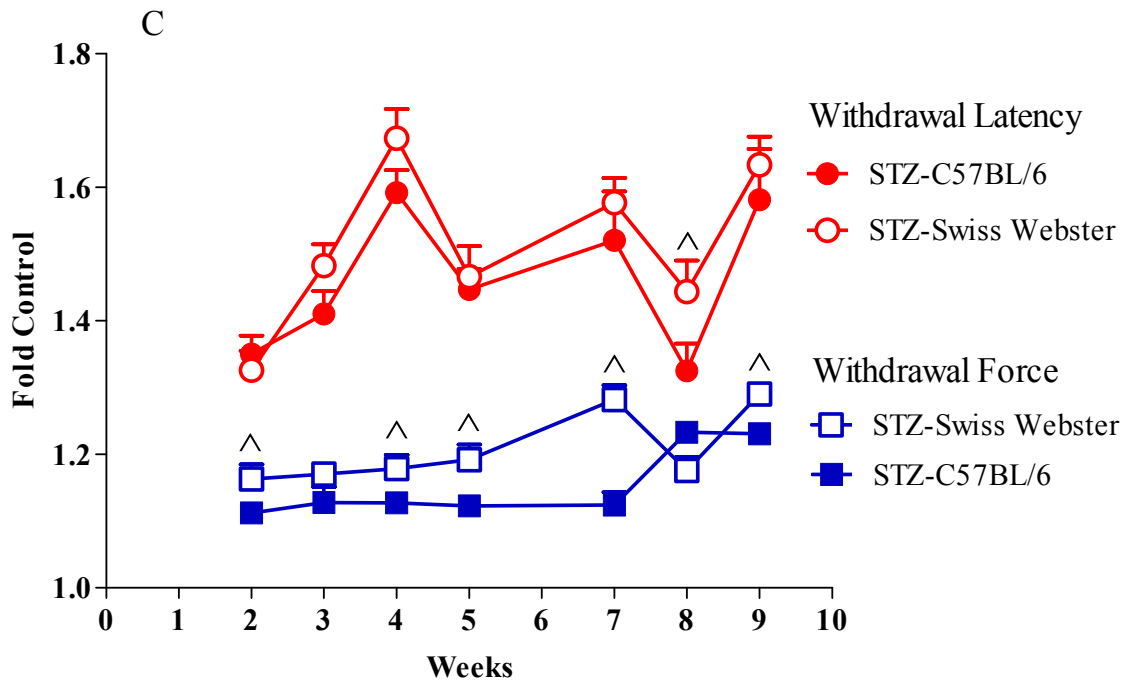 C
Fold Control
1.8
1.6
1.4
1.2
1.0
0 1 2 3 4 5 6 7 8 9 10
Weeks
Withdrawal Latency
STZ-C57BL/6
STZ-Swiss Webster
Withdrawal Force
STZ-Swiss Webster
STZ-C57BL/6
^ ^ ^ ^ ^ ^